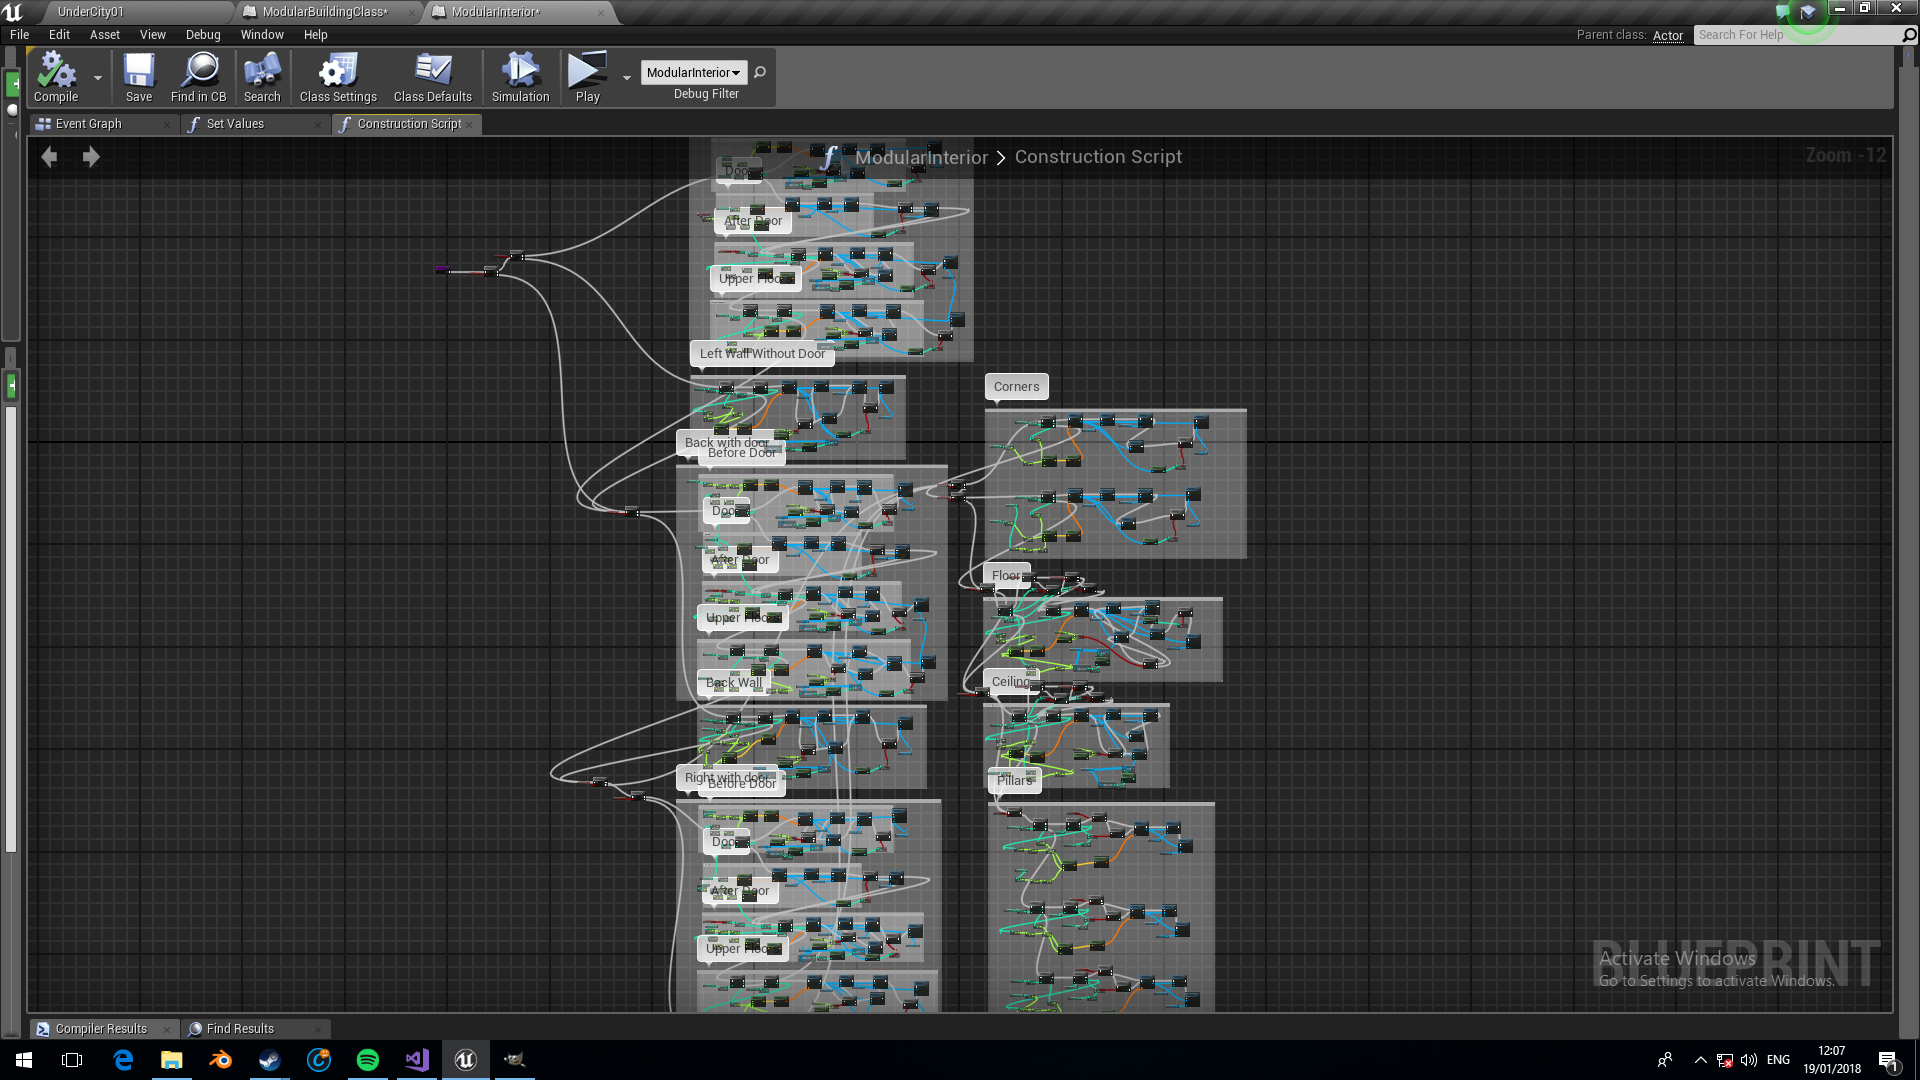 UnderCity01
ModularBuildingClass*
ModularInterior*
File Edit Asset View Debug Window Help
Parent class: Actor
Search For Help
Compile
Save
Find in CB
Search
Class Settings
Class Defaults
Simulation
Play
ModularInterior
Debug Filter
Event Graph
Set Values
Construction Script
ModularInterior > Construction Script
Zoom -12
Door
After Door
Upper Floors
Left Wall Without Door
Corners
Back with door
Before Door
Door
After Door
Floor
Upper Floors
Back Wall
Ceiling
Right with door
Before Door
Pillars
Door
After Door
Upper Floors
BLUEPRINT
Activate Windows
Go to Settings to activate Windows.
Compiler Results
Find Results
ENG
12:07
19/01/2018
1